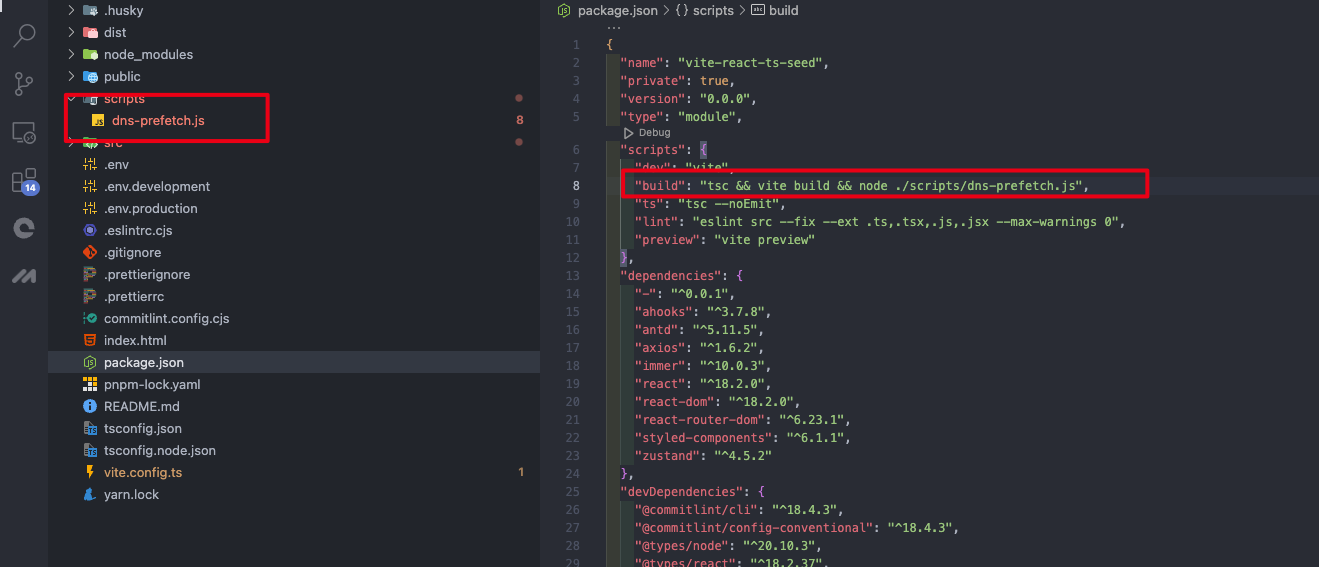 .husky
dist
node_modules
public
scripts
dns-prefetch.js 8
src
.env
.env.development
.env.production
.eslintrc.cjs
.gitignore
.prettierignore
.prettierrc
commitlint.config.cjs
index.html
package.json
pnpm-lock.yaml
README.md
tsconfig.json
tsconfig.node.json
vite.config.ts 1
yarn.lock
14
package.json > {} scripts > build
...
1 {
2 "name": "vite-react-ts-seed",
3 "private": true,
4 "version": "0.0.0",
5 "type": "module",
Debug
6 "scripts": {
7 "dev": "vite",
8 "build": "tsc && vite build && node ./scripts/dns-prefetch.js",
9 "ts": "tsc --noEmit",
10 "lint": "eslint src --fix --ext .ts,.tsx,.js,.jsx --max-warnings 0",
11 "preview": "vite preview"
12 },
13 "dependencies": {
14 "-": "^0.0.1",
15 "ahooks": "^3.7.8",
16 "antd": "^5.11.5",
17 "axios": "^1.6.2",
18 "immer": "^10.0.3",
19 "react": "^18.2.0",
20 "react-dom": "^18.2.0",
21 "react-router-dom": "^6.23.1",
22 "styled-components": "^6.1.1",
23 "zustand": "^4.5.2"
24 },
25 "devDependencies": {
26 "@commitlint/cli": "^18.4.3",
27 "@commitlint/config-conventional": "^18.4.3",
28 "@types/node": "^20.10.3",
29 "@types/react": "^18.2.37",